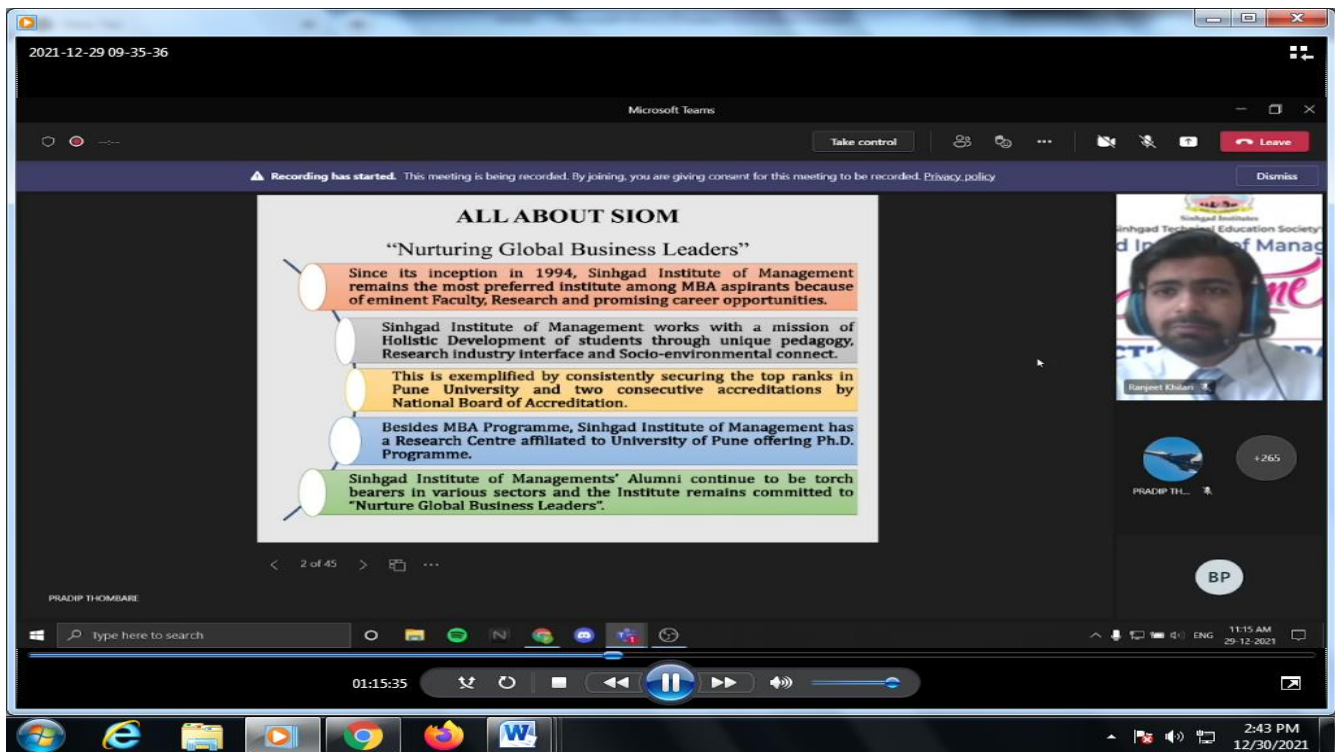 2021-12-29 09-35-36
Microsoft Teams
Take control
Leave
Recording has started. This meeting is being recorded. By joining, you are giving consent for this meeting to be recorded. Privacy policy
Dismiss
ALL ABOUT SIOM
“Nurturing Global Business Leaders”
Since its inception in 1994, Sinhgad Institute of Management
remains the most preferred institute among MBA aspirants because
of eminent Faculty, Research and promising career opportunities.
Sinhgad Institute of Management works with a mission of
Holistic Development of students through unique pedagogy,
Research industry interface and Socio-environmental connect.
This is exemplified by consistently securing the top ranks in
Pune University and two consecutive accreditations by
National Board of Accreditation.
Besides MBA Programme, Sinhgad Institute of Management has
a Research Centre affiliated to University of Pune offering Ph.D.
Programme.
Sinhgad Institute of Managements’ Alumni continue to be torch
bearers in various sectors and the Institute remains committed to
“Nurture Global Business Leaders”.
Sinhgad Institutes
Education Society
of Manag
me
Ranjeet Khilari
PRADIP TH...
+265
BP
2 of 45
PRADIP THOMBARE
Type here to search
ENG
11:15 AM
29-12-2021
01:15:35
2:43 PM
12/30/2021